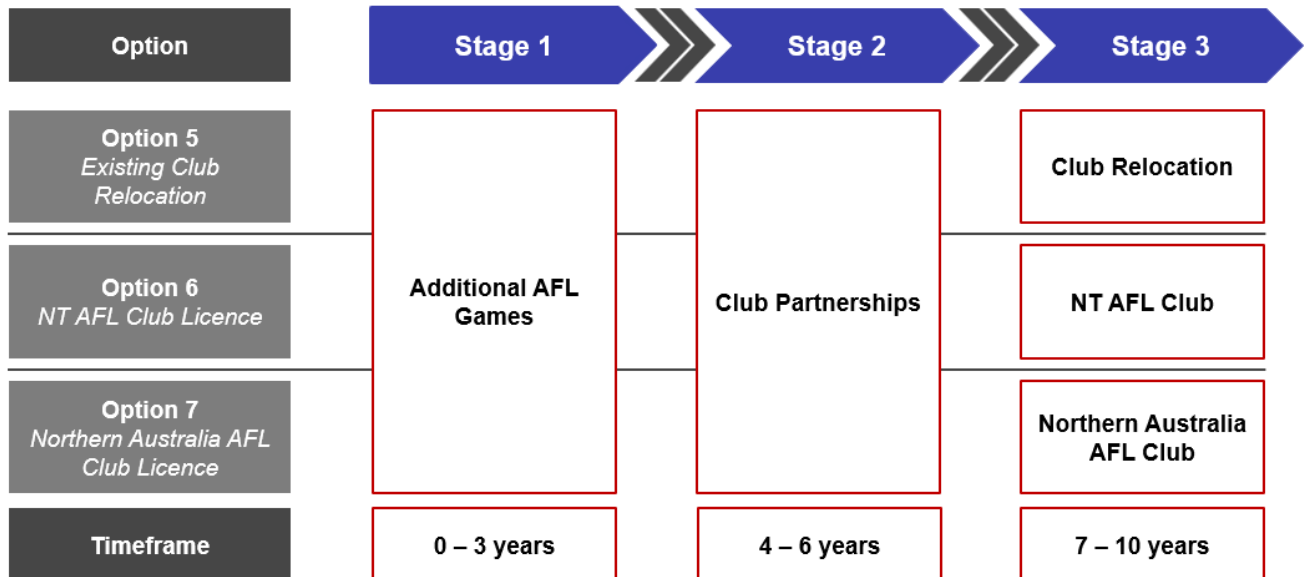 Option
Stage 1
Stage 2
Stage 3
Option 5
Existing Club
Relocation
Additional AFL
Games
Club Partnerships
Club Relocation
Option 6
NT AFL Club Licence
NT AFL Club
Option 7
Northern Australia AFL
Club Licence
Northern Australia
AFL Club
Timeframe
0 – 3 years
4 – 6 years
7 – 10 years